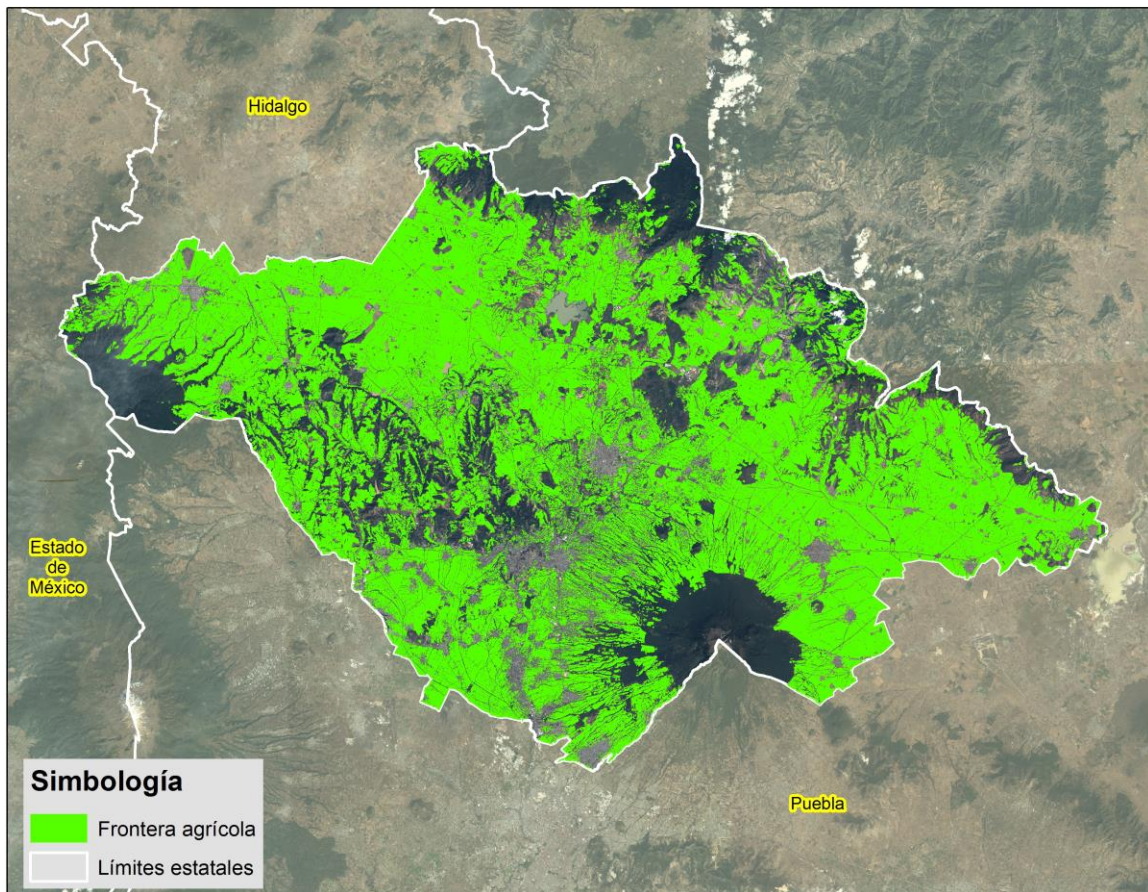 Hidalgo
Estado
de
México
Puebla
Simbología
Frontera agrícola
Límites estatales